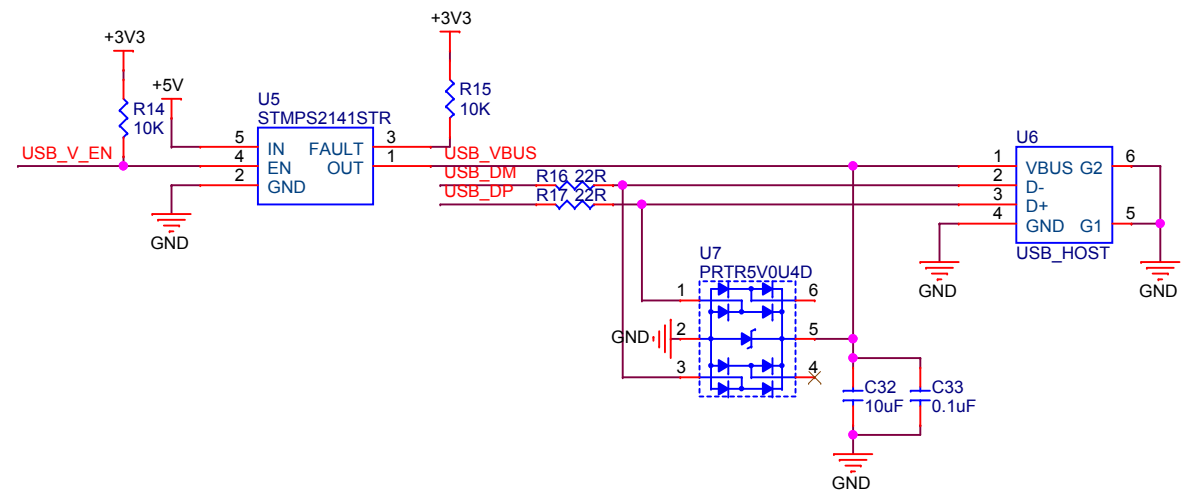 +3V3
+3V3
+5V
R14
10K
R15
10K
U5
STMPS2141STR
USB_V_EN
5
4
2
IN
EN
GND
FAULT
OUT
3
1
GND
USB_VBUS
USB_DM
USB_DP
R16 22R
R17 22R
U6
1
2
3
4
VBUS G2
D-
D+
GND G1
6
5
USB_HOST
GND
GND
U7
PRTR5V0U4D
1
GND
2
3
6
5
4
C32
10uF
C33
0.1uF
GND